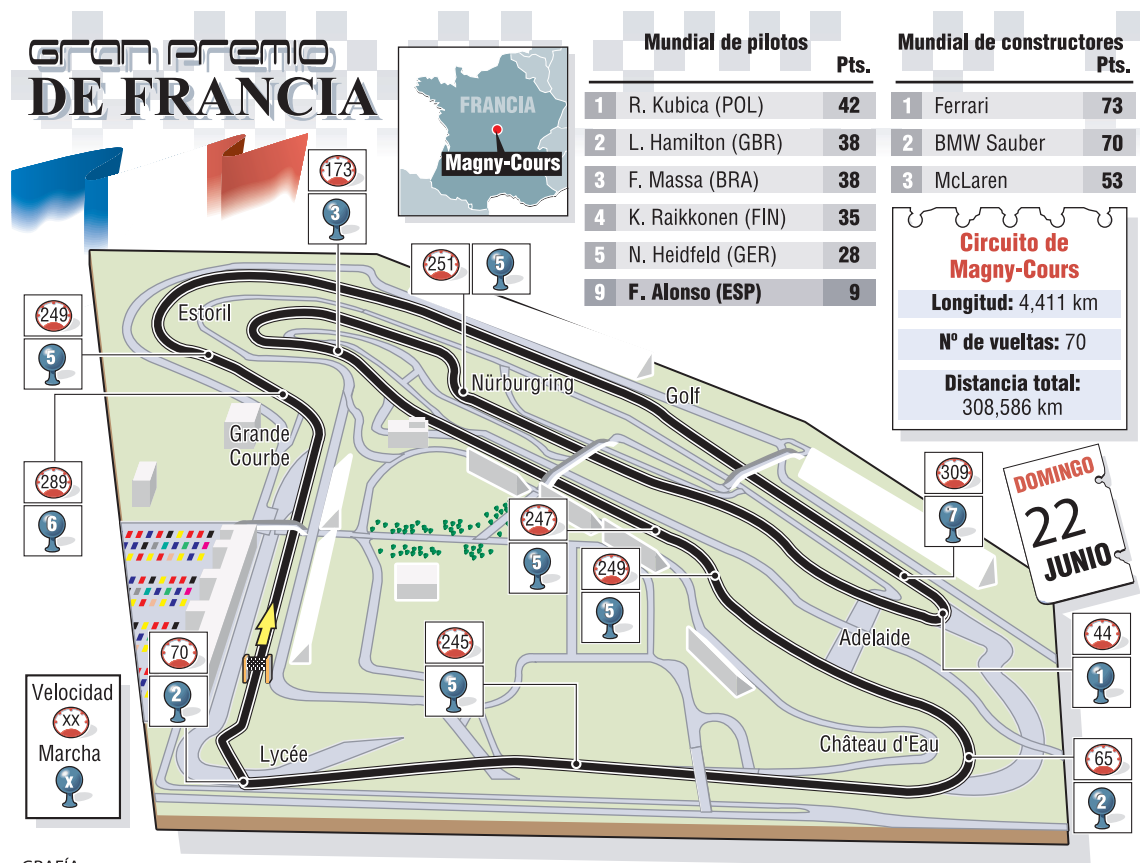 Gran Premio
DE FRANCIA
FRANCIA
Magny-Cours
Mundial de pilotos
Pts.
1 R. Kubica (POL) 42
2 L. Hamilton (GBR) 38
3 F. Massa (BRA) 38
4 K. Raikkonen (FIN) 35
5 N. Heidfeld (GER) 28
9 F. Alonso (ESP) 9
Mundial de constructores
Pts.
1 Ferrari 73
2 BMW Sauber 70
3 McLaren 53
Circuito de
Magny-Cours
Longitud: 4,411 km
Nº de vueltas: 70
Distancia total:
308,586 km
DOMINGO
22
JUNIO
173
3
251 5
249
5
Estoril
Nürburgring
Golf
Grande
Courbe
289
6
309
7
247
5
249
5
Adelaide
44
1
70
2
245
5
Château d'Eau
65
2
Lycée
Velocidad
XX
Marcha
X